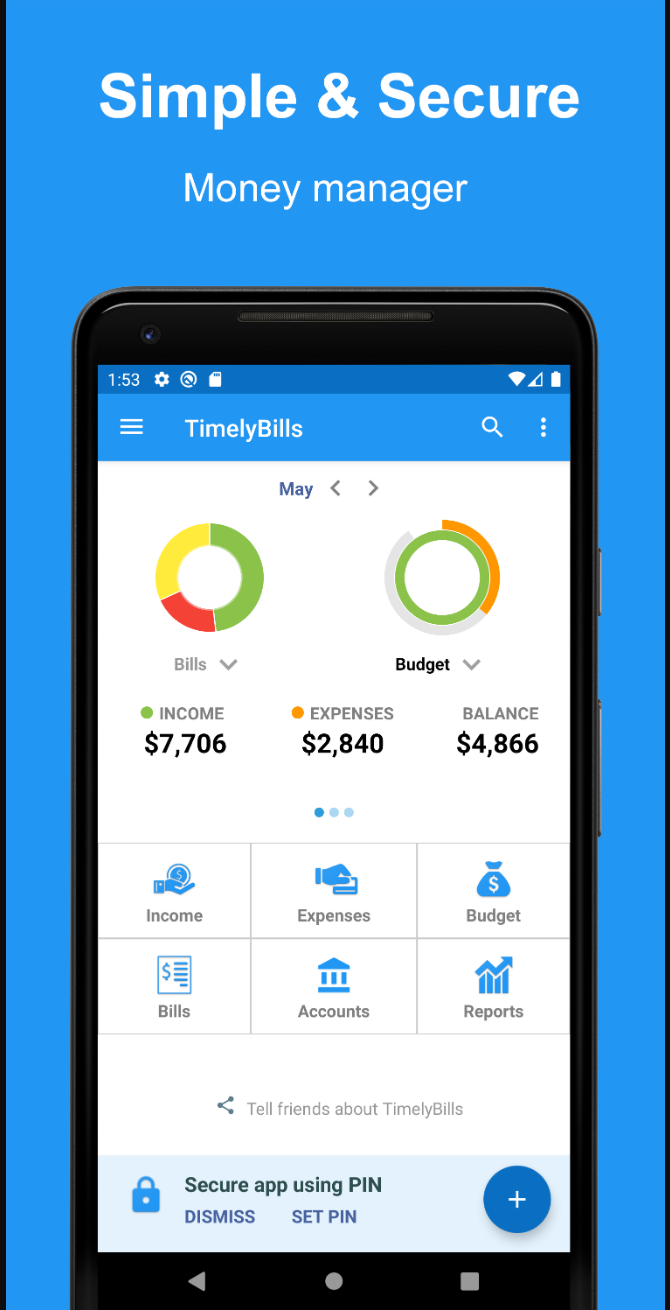 Simple & Secure
Money manager
1:53
TimelyBills
May
Bills
Budget
INCOME EXPENSES BALANCE
$7,706 $2,840 $4,866
Income Expenses Budget
Bills Accounts Reports
Tell friends about TimelyBills
Secure app using PIN
DISMISS SET PIN